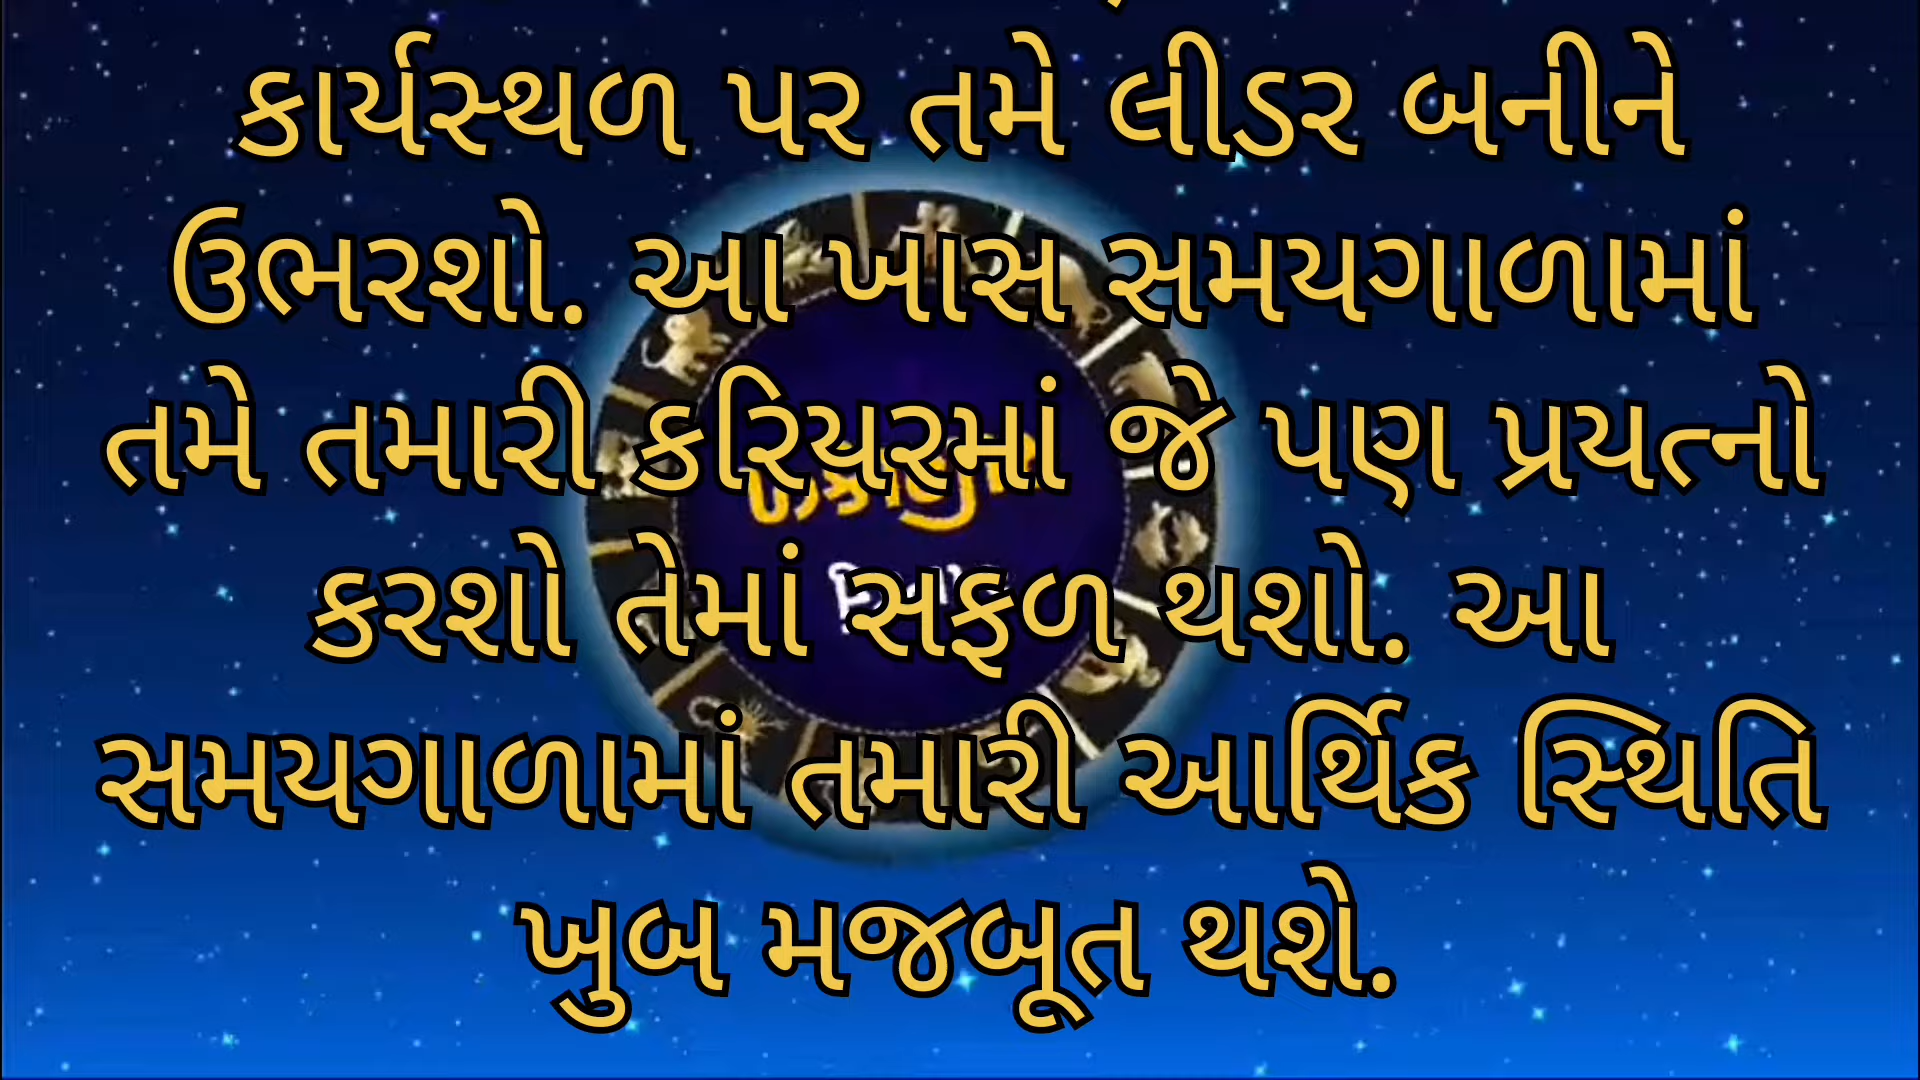 કાર્યસ્થળ પર તમે લીડર બનીને
ઉભરશો. આ ખાસ સમયગાળામાં
તમે તમારી કરિયરમાં જે પણ પ્રયત્નો
કરશો તેમાં સફળ થશો. આ
સમયગાળામાં તમારી આર્થિક સ્થિતિ
ખુબ મજબૂત થશે.